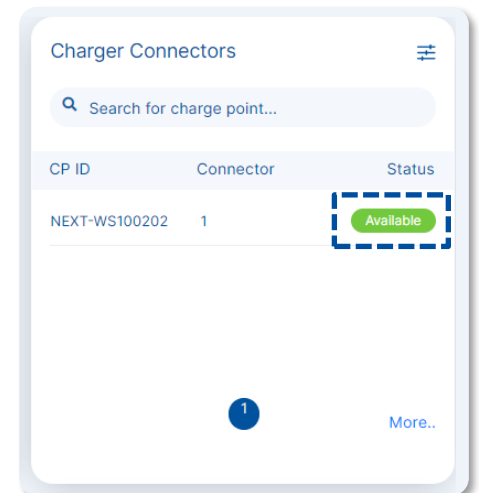 Charger Connectors
Search for charge point...
CP ID Connector Status
NEXT-WS100202 1 Available
1
More..